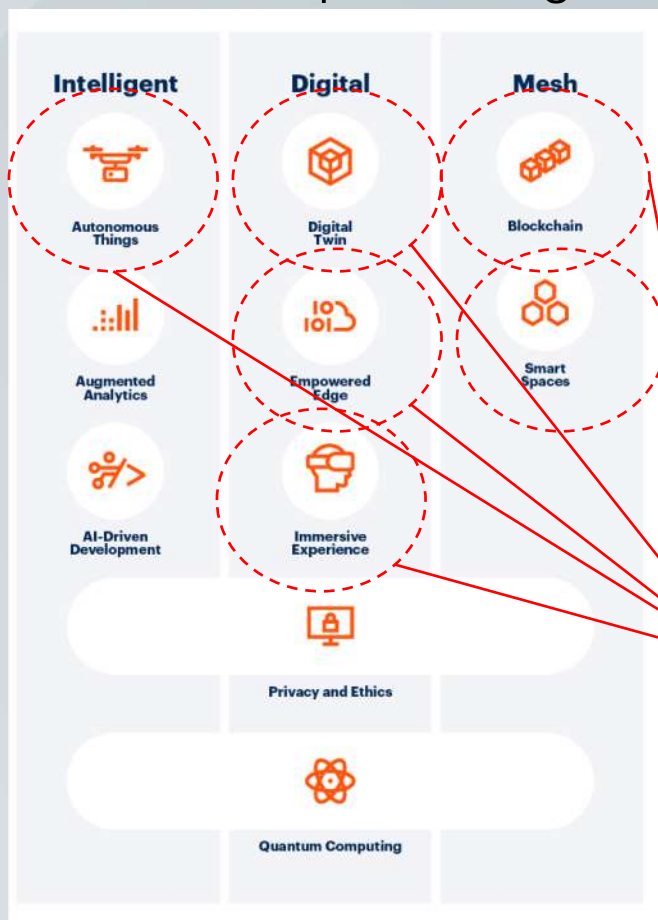 Intelligent
Digital
Mesh
Autonomous
Things
Digital
Twin
Blockchain
Augmented
Analytics
Empowered
Edge
Smart
Spaces
AI-Driven
Development
Immersive
Experience
Privacy and Ethics
Quantum Computing